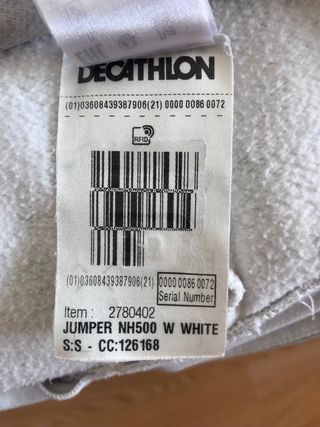 DECATHLON
(01)03608439387906(21) 0000 0086 0072
RFID
(01)03608439387906(21) 0000 0086 0072
Serial Number
Item : 2780402
JUMPER NH500 W WHITE
S:S - CC:126168